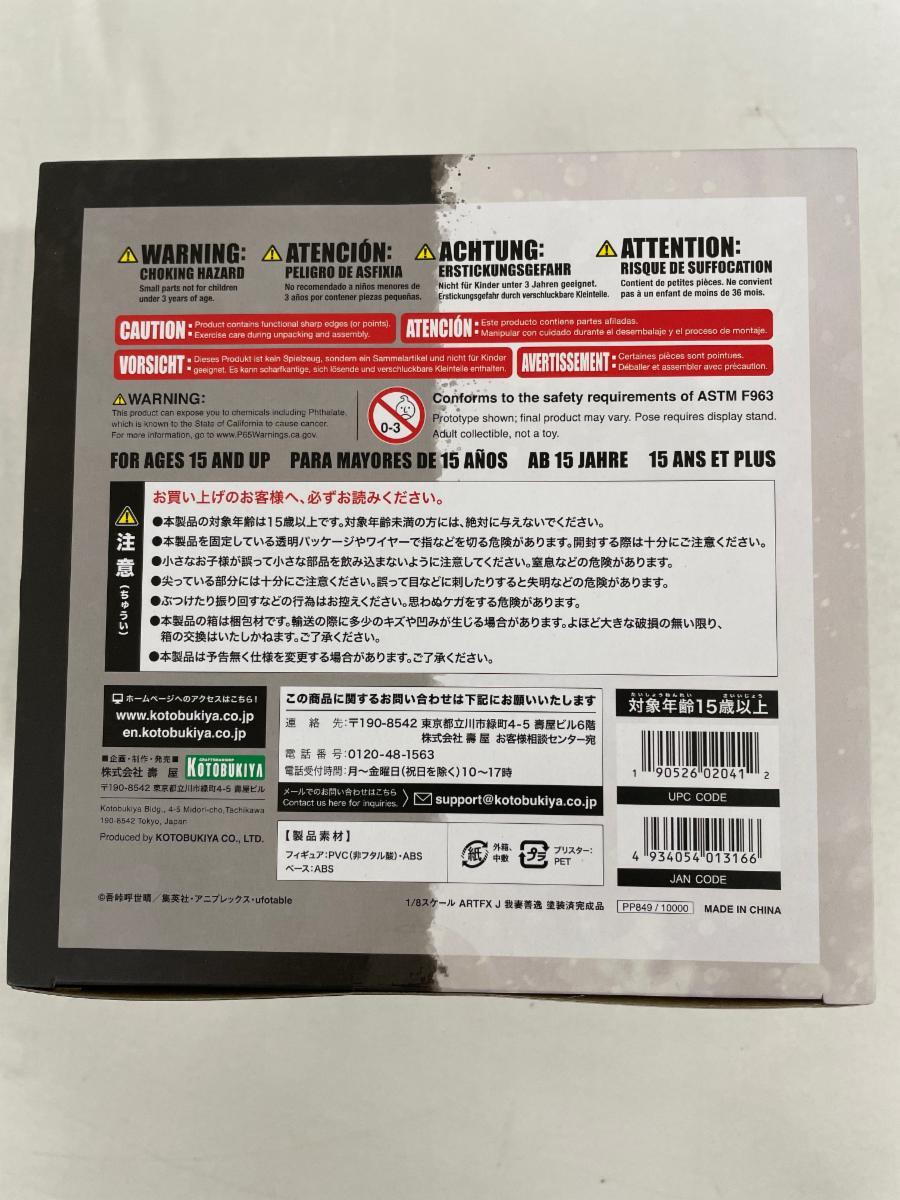 WARNING:
CHOKING HAZARD
Small parts not for children
under 3 years of age.
ATENCIÓN:
PELIGRO DE ASFIXIA
No recomendado a niños menores de
3 años por contener piezas pequeñas.
ACHTUNG:
ERSTICKUNGSGEFAHR
Nicht für Kinder unter 3 Jahren geeignet.
Erstickungsgefahr durch verschluckbare Kleinteile.
ATTENTION:
RISQUE DE SUFFOCATION
Contient de petites pièces. Ne convient
pas à un enfant de moins de 36 mois.
CAUTION: Product contains functional sharp edges (or points).
Exercise care during unpacking and assembly.
ATENCIÓN: Este producto contiene partes afiladas.
Manipular con cuidado durante el desembalaje y el proceso de montaje.
VORSICHT: Dieses Produkt ist kein Spielzeug, sondern ein Sammelartikel und nicht für Kinder
geeignet. Es kann scharfkantige, sich lösende und verschluckbare Kleinteile enthalten.
AVERTISSEMENT: Certaines pièces sont pointues.
Déballer et assembler avec précaution.
WARNING:
This product can expose you to chemicals including Phthalate,
which is known to the State of California to cause cancer.
For more information, go to www.P65Warnings.ca.gov.
0-3
Conforms to the safety requirements of ASTM F963
Prototype shown; final product may vary. Pose requires display stand.
Adult collectible, not a toy.
FOR AGES 15 AND UP PARA MAYORES DE 15 AÑOS AB 15 JAHRE 15 ANS ET PLUS
注意(ちゅうい)
お買い上げのお客様へ、必ずお読みください。
●本製品の対象年齢は15歳以上です。対象年齢未満の方には、絶対に与えないでください。
●本製品を固定している透明パッケージやワイヤーで指などを切る危険があります。開封する際は十分にご注意ください。
●小さなお子様が誤って小さな部品を飲み込まないように注意してください。窒息などの危険があります。
●尖っている部分には十分にご注意ください。誤って目などに刺したりすると失明などの危険があります。
●ぶつけたり振り回すなどの行為はお控えください。思わぬケガをする危険があります。
●本製品の箱は梱包材です。輸送の際に多少のキズや凹みが生じる場合があります。よほど大きな破損の無い限り、
箱の交換はいたしかねます。ご了承ください。
●本製品は予告無く仕様を変更する場合があります。ご了承ください。
ホームページへのアクセスはこちら!
www.kotobukiya.co.jp
en.kotobukiya.co.jp
■企画・制作・発売■
株式会社 壽 屋
CRAFTSMANSHIP
KOTOBUKIYA
〒190-8542 東京都立川市緑町4-5 壽屋ビル
Kotobukiya Bldg., 4-5 Midori-cho,Tachikawa
190-8542 Tokyo, Japan
Produced by KOTOBUKIYA CO., LTD.
この商品に関するお問い合わせは下記にお願いいたします
連絡先:〒190-8542 東京都立川市緑町4-5 壽屋ビル6階
株式会社 壽屋 お客様相談センター宛
電話番号:0120-48-1563
電話受付時間:月〜金曜日(祝日を除く)10〜17時
メールでのお問い合わせはこちら
Contact us here for inquiries.
support@kotobukiya.co.jp
【製品素材】
フィギュア:PVC(非フタル酸)・ABS
ベース:ABS
紙
外箱、
中敷
プラ
ブリスター:
PET
たいしょうねんれい さいいじょう
対象年齢15歳以上
1 90526 02041 2
UPC CODE
4 934054 013166
JAN CODE
©吾峠呼世晴/集英社・アニプレックス・ufotable
1/8スケール ARTFX J 我妻善逸 塗装済完成品
PP849 / 10000
MADE IN CHINA